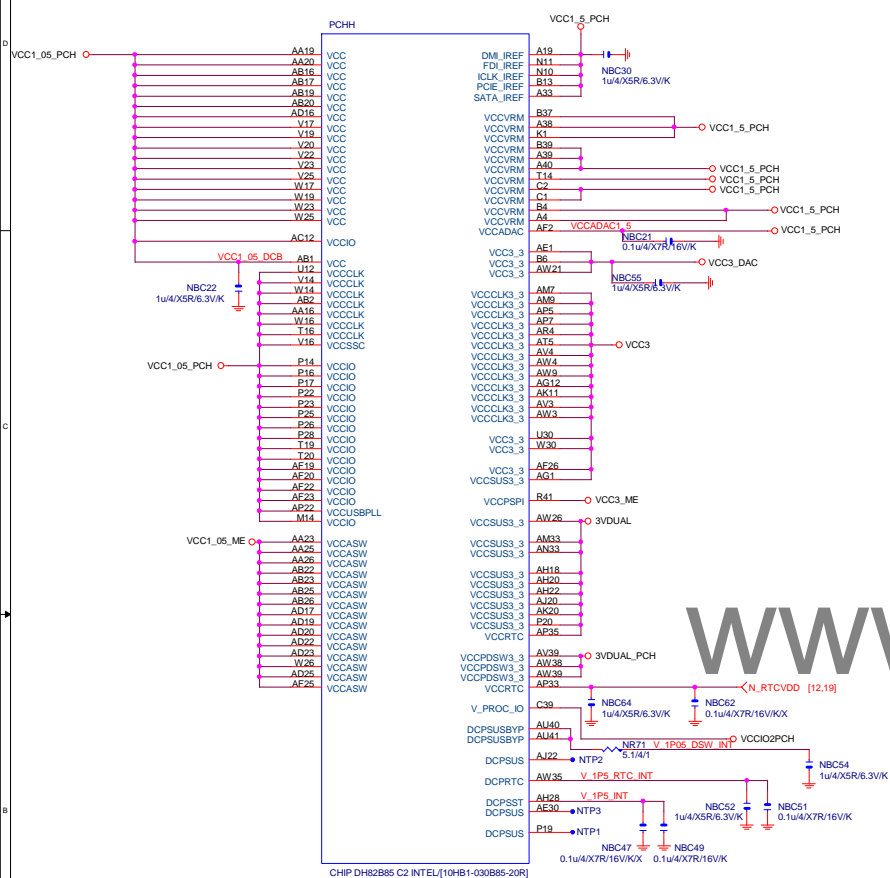 VCC1_5_PCH
PCHH
D
VCC1_05_PCH
AA19 VCC
AA20 VCC
AB16 VCC
AB17 VCC
AB19 VCC
AB20 VCC
AD16 VCC
V17 VCC
V19 VCC
V20 VCC
V22 VCC
V23 VCC
V25 VCC
W17 VCC
W19 VCC
W23 VCC
W25 VCC
AC12 VCCIO
VCC1_05_DCB AB1 VCC
NBC22
1u/4/X5R/6.3V/K
U12 VCCCLK
V14 VCCCLK
W14 VCCCLK
AB2 VCCCLK
AA16 VCCCLK
W16 VCCCLK
T16 VCCCLK
V16 VCCSSC
VCC1_05_PCH
P14 VCCIO
P16 VCCIO
P17 VCCIO
P22 VCCIO
P23 VCCIO
P25 VCCIO
P26 VCCIO
P28 VCCIO
T19 VCCIO
T20 VCCIO
AF19 VCCIO
AF20 VCCIO
AF22 VCCIO
AF23 VCCIO
AP22 VCCUSBPLL
M14 VCCIO
C
VCC1_05_ME
AA23 VCCASW
AA25 VCCASW
AA26 VCCASW
AB22 VCCASW
AB23 VCCASW
AB25 VCCASW
AB26 VCCASW
AD17 VCCASW
AD19 VCCASW
AD20 VCCASW
AD22 VCCASW
AD23 VCCASW
W26 VCCASW
AD25 VCCASW
AF25 VCCASW
B
DMI_IREF A19
FDI_IREF N11
ICLK_IREF N10
PCIE_IREF B13
SATA_IREF A33
NBC30
1u/4/X5R/6.3V/K
VCCVRM B37
VCCVRM A38 VCC1_5_PCH
VCCVRM K1
VCCVRM B39
VCCVRM A39
VCCVRM A40 VCC1_5_PCH
VCCVRM T14 VCC1_5_PCH
VCCVRM C2 VCC1_5_PCH
VCCVRM C1
VCCVRM B4 VCC1_5_PCH
VCCVRM A4
VCCADAC AF2 VCCADAC1_5 VCC1_5_PCH
NBC21
0.1u/4/X7R/16V/K
VCC3_3 AE1
VCC3_3 B6 VCC3_DAC
VCC3_3 AW21
NBC55
1u/4/X5R/6.3V/K
VCCCLK3_3 AM7
VCCCLK3_3 AM9
VCCCLK3_3 AP5
VCCCLK3_3 AP7
VCCCLK3_3 AR4
VCCCLK3_3 AT5 VCC3
VCCCLK3_3 AV4
VCCCLK3_3 AW4
VCCCLK3_3 AW9
VCCCLK3_3 AG12
VCCCLK3_3 AK11
VCCCLK3_3 AV3
VCCCLK3_3 AW3
VCC3_3 U30
VCC3_3 W30
VCC3_3 AF26
VCCSUS3_3 AG1
VCCPSPI R41 VCC3_ME
VCCSUS3_3 AW26 3VDUAL
VCCSUS3_3 AM33
VCCSUS3_3 AN33
VCCSUS3_3 AH18
VCCSUS3_3 AH20
VCCSUS3_3 AH22
VCCSUS3_3 AJ20
VCCSUS3_3 AK20
VCCSUS3_3 P20
VCCRTC AP35
VCCPDSW3_3 AV39 3VDUAL_PCH
VCCPDSW3_3 AW38
VCCPDSW3_3 AW39
VCCRTC AP33 N_RTCVDD [12,19]
NBC64
1u/4/X5R/6.3V/K
NBC62
0.1u/4/X7R/16V/K/X
V_PROC_IO C39
DCPSUSBYP AU40
DCPSUSBYP AU41 VCCIO2PCH
NR71 V_1P05_DSW_INT
5.1/4/1
NBC54
1u/4/X5R/6.3V/K
DCPSUS AJ22 NTP2
DCPRTC AW35 V_1P5_RTC_INT
NBC52
1u/4/X5R/6.3V/K
NBC51
0.1u/4/X7R/16V/K
DCPSST AH28 V_1P5_INT
DCPSUS AE30 NTP3
DCPSUS P19 NTP1
NBC47
0.1u/4/X7R/16V/K/X
NBC49
0.1u/4/X7R/16V/K
CHIP DH82B85 C2 INTEL/[10HB1-030B85-20R]